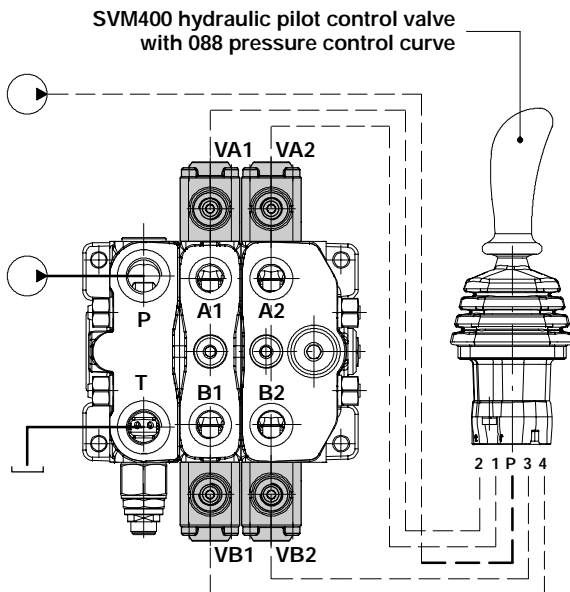 SVM400 hydraulic pilot control valve
with 088 pressure control curve
VA1 VA2
P A1 A2
T B1 B2
2 1 P 3 4
VB1 VB2